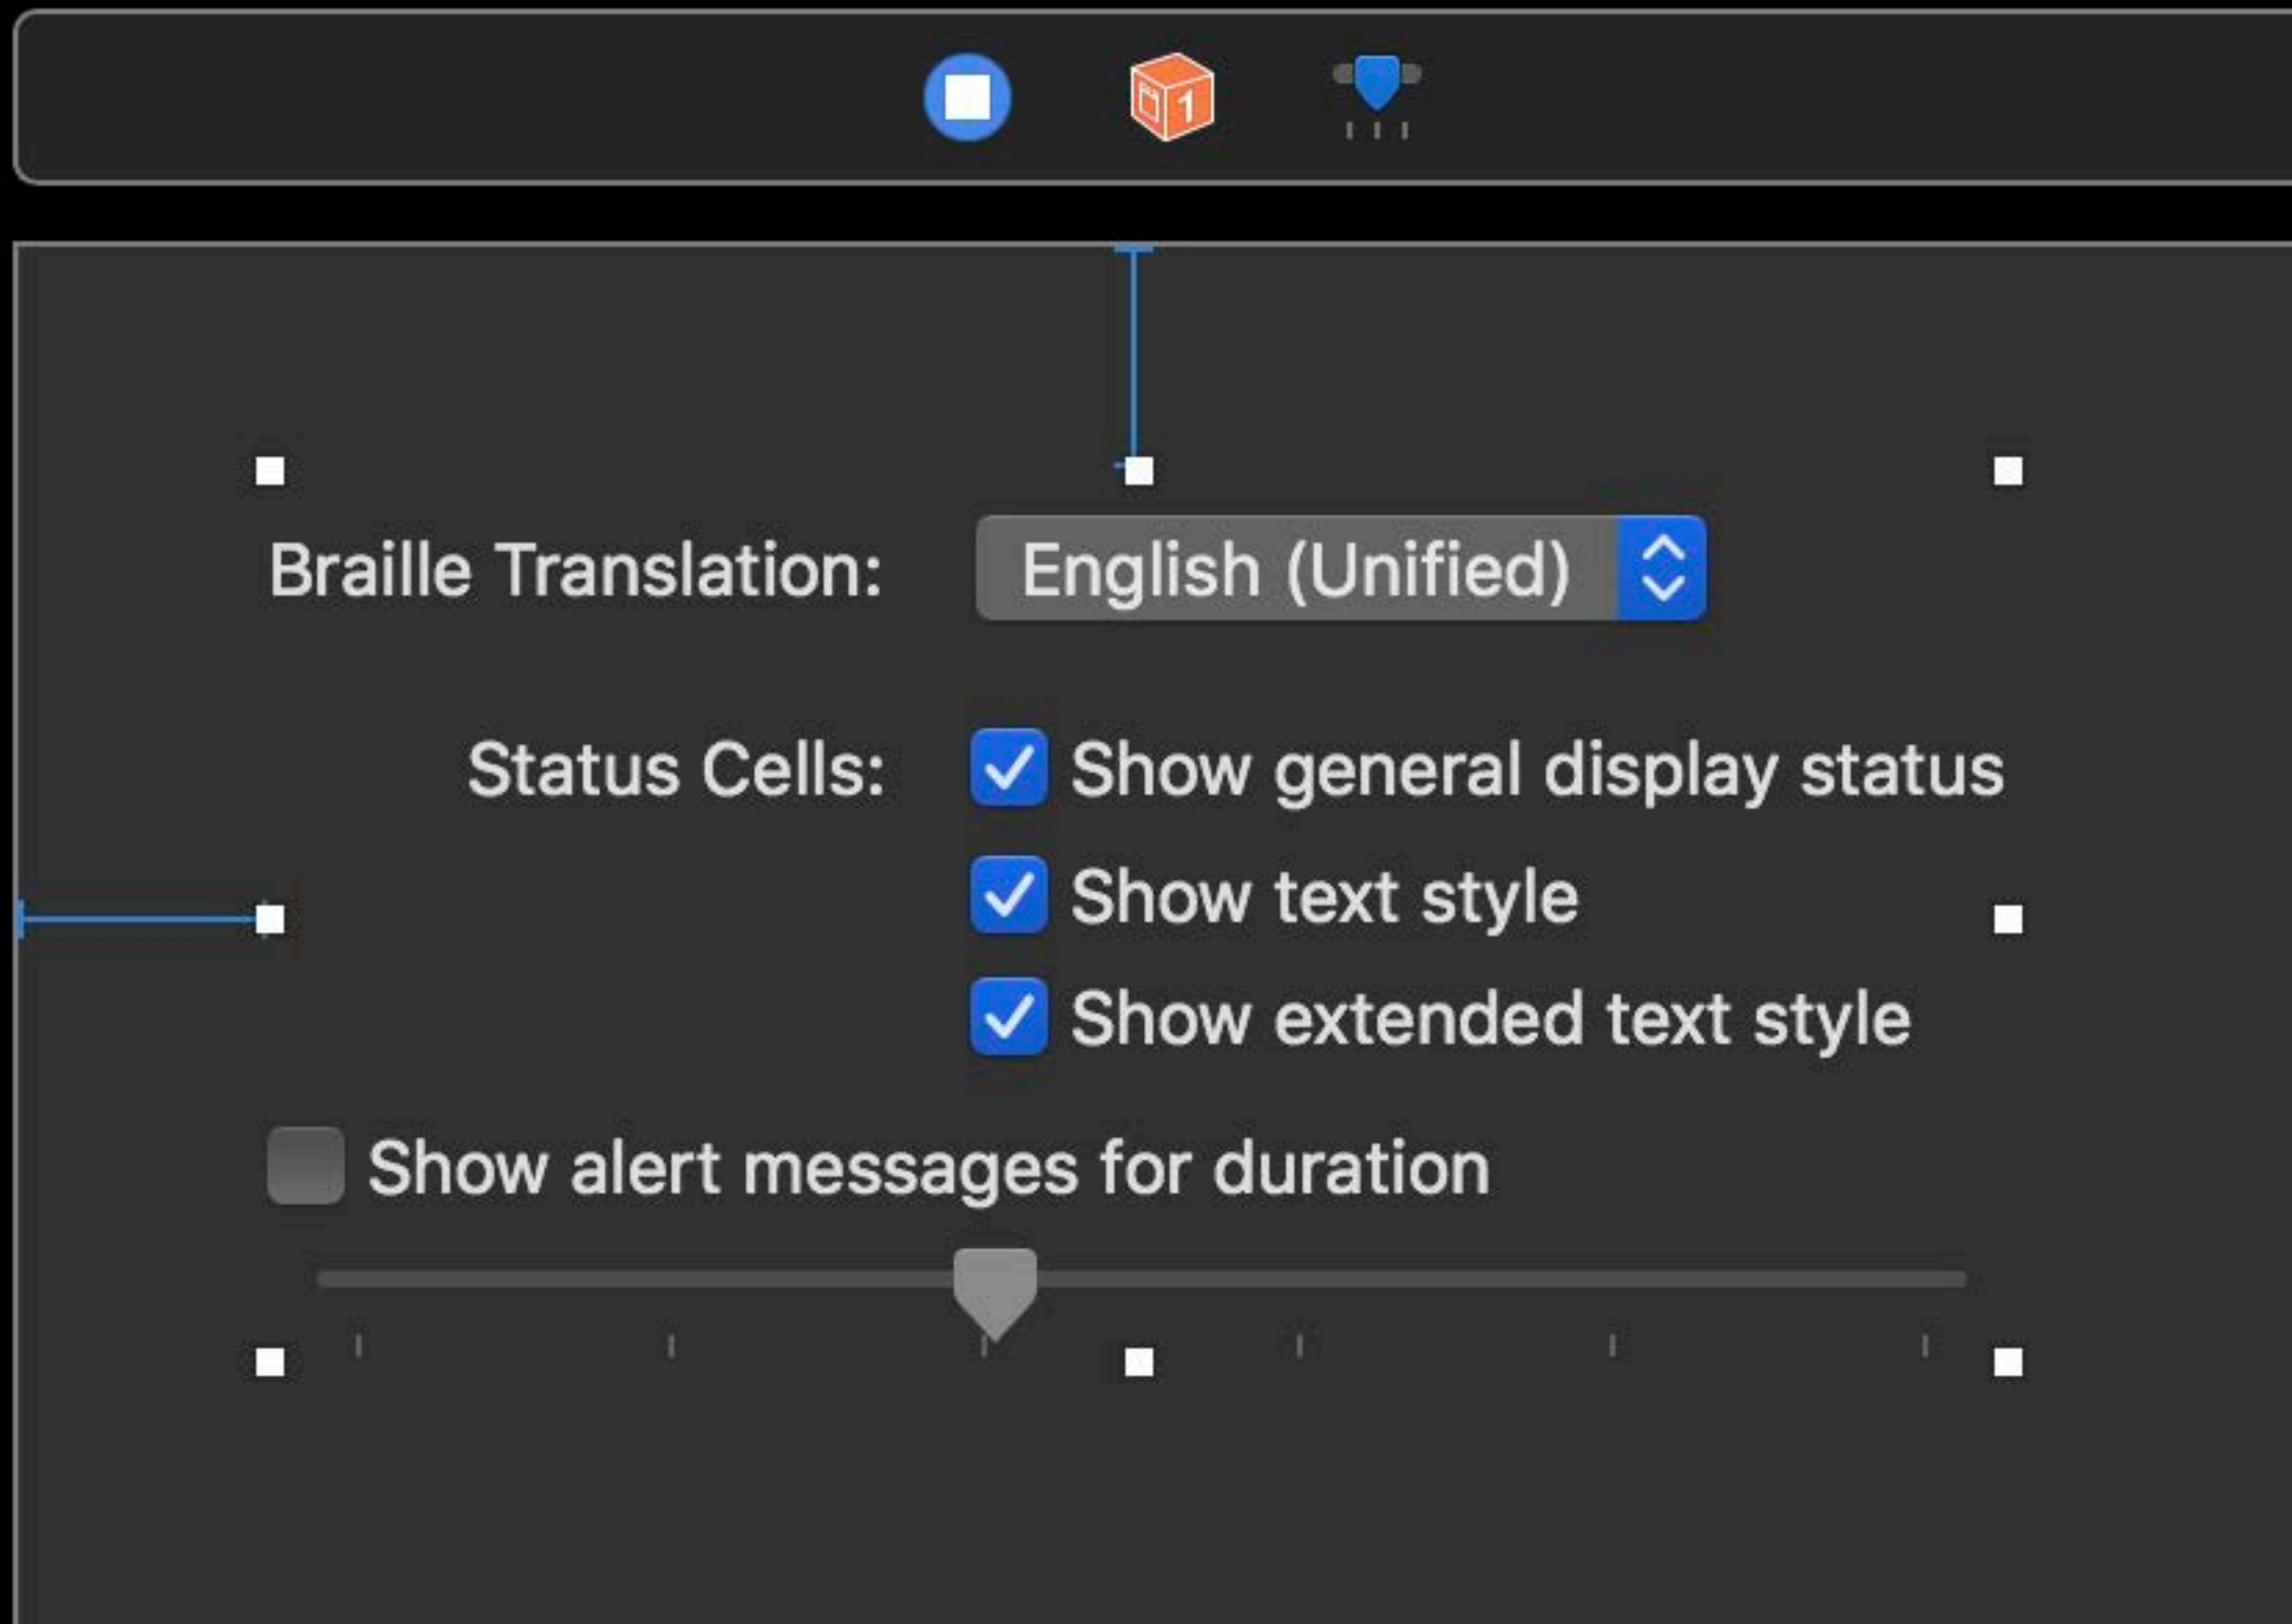 1
Braille Translation: English (Unified)
Status Cells: Show general display status
Show text style
Show extended text style
Show alert messages for duration